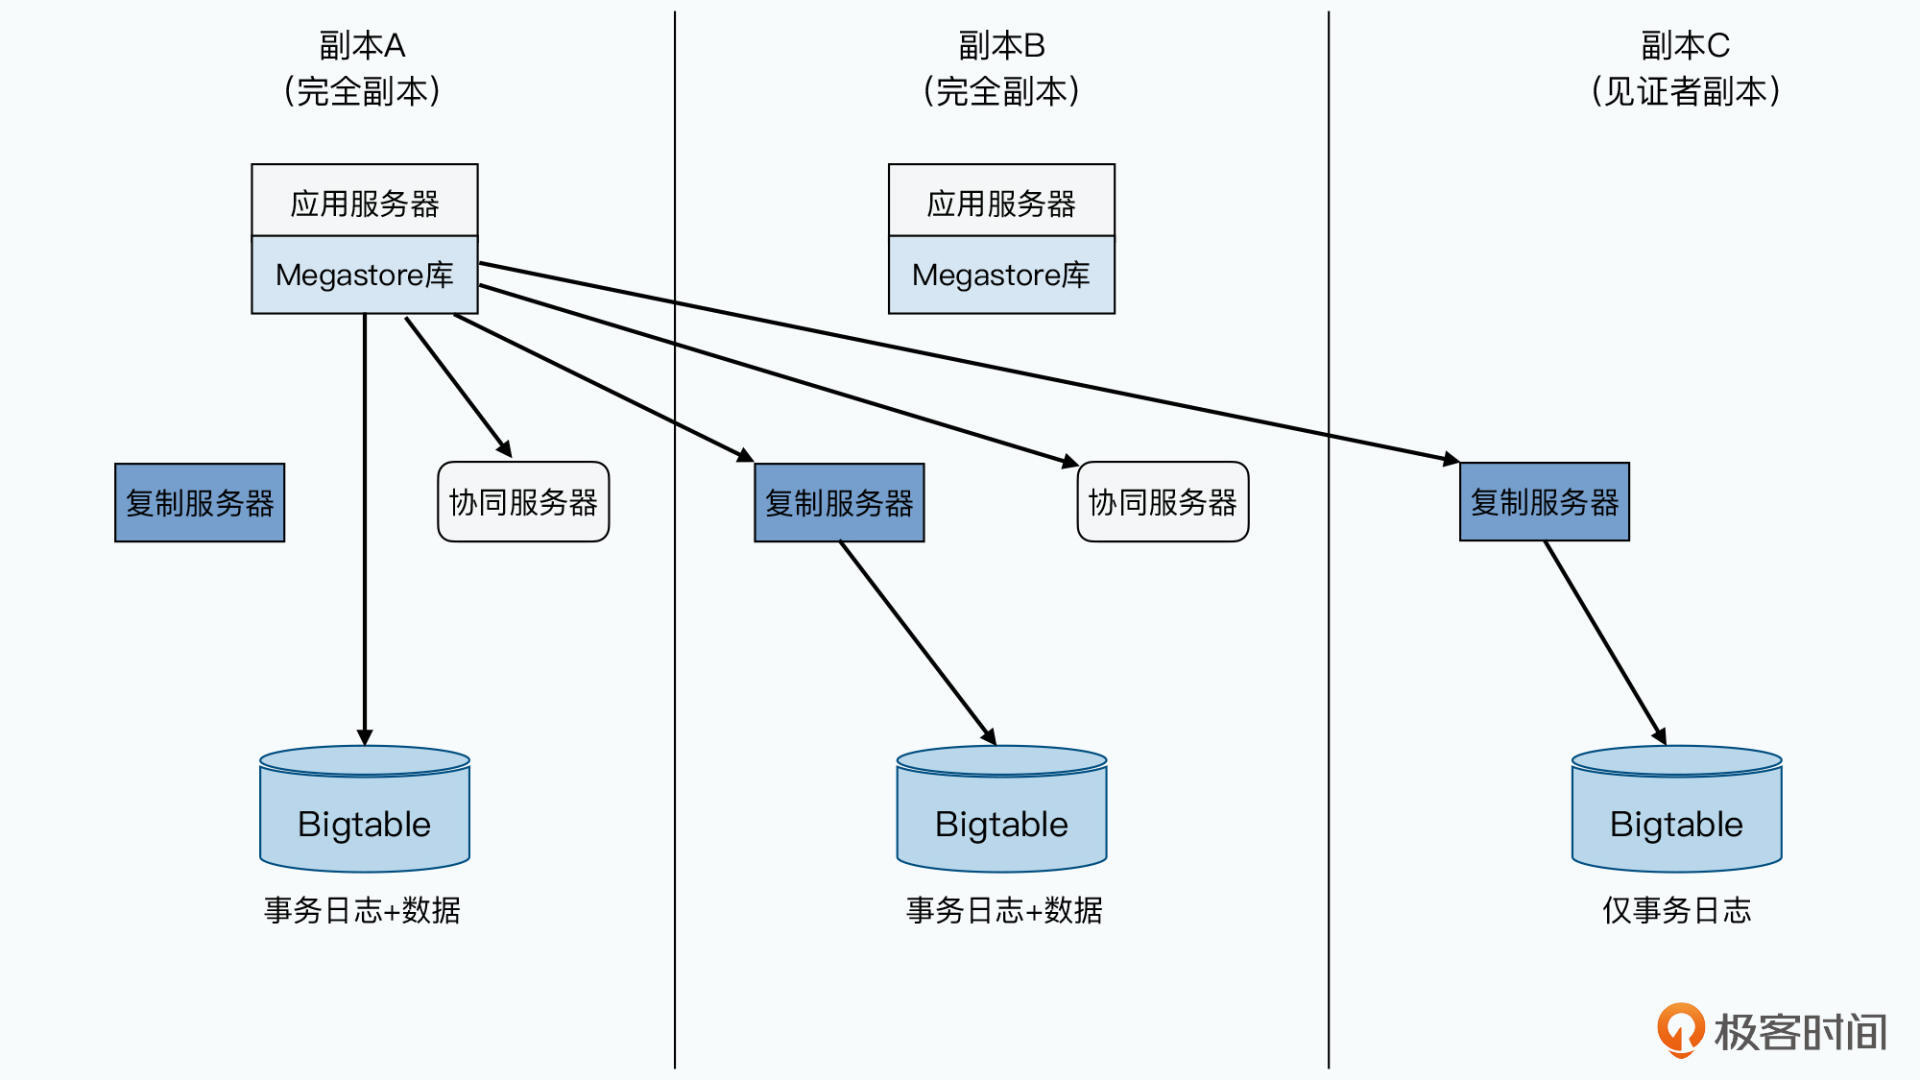 副本A
（完全副本）
应用服务器
Megastore库
复制服务器
协同服务器
Bigtable
事务日志+数据
副本B
（完全副本）
应用服务器
Megastore库
复制服务器
协同服务器
Bigtable
事务日志+数据
副本C
（见证者副本）
复制服务器
Bigtable
仅事务日志
极客时间